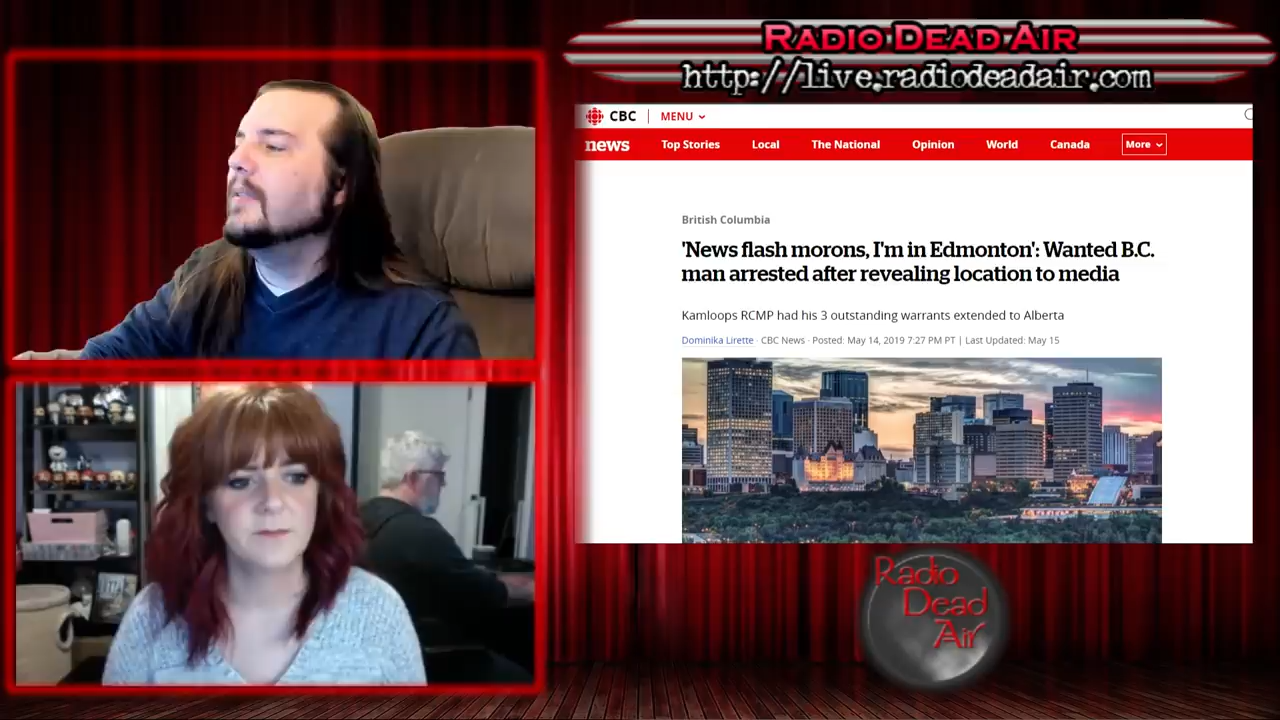 Radio Dead Air
http://live.radiodeadair.com
CBC
MENU
news
Top Stories
Local
The National
Opinion
World
Canada
More
British Columbia
'News flash morons, I'm in Edmonton': Wanted B.C.
man arrested after revealing location to media
Kamloops RCMP had his 3 outstanding warrants extended to Alberta
Dominika Lirette · CBC News · Posted: May 14, 2019 7:27 PM PT | Last Updated: May 15
Radio
Dead
Air